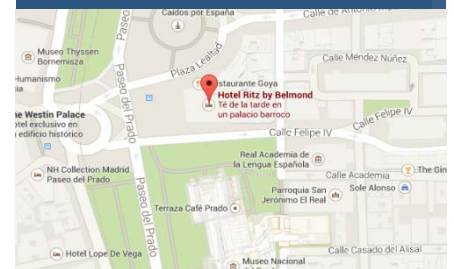 Caídos por España
Calle de Antonio
Museo Thyssen
Bornemisza
Plaza Lealtad
Calle Méndez Núñez
Humanismo
Restaurante Goya
Hotel Ritz by Belmond
Té de la tarde en
un palacio barroco
Paseo del Prado
The Westin Palace
hotel exclusivo en
edificio histórico
Calle Felipe IV
Calle Felipe IV
Real Academia de
la Lengua Española
NH Collection Madrid
Paseo del Prado
Paseo del Prado
Calle Academia
The Gin
Parroquia San
Jerónimo El Real
Sole Alonso
Terraza Café Prado
Hotel Lope De Vega
Museo Nacional
Calle Casado del Alisal